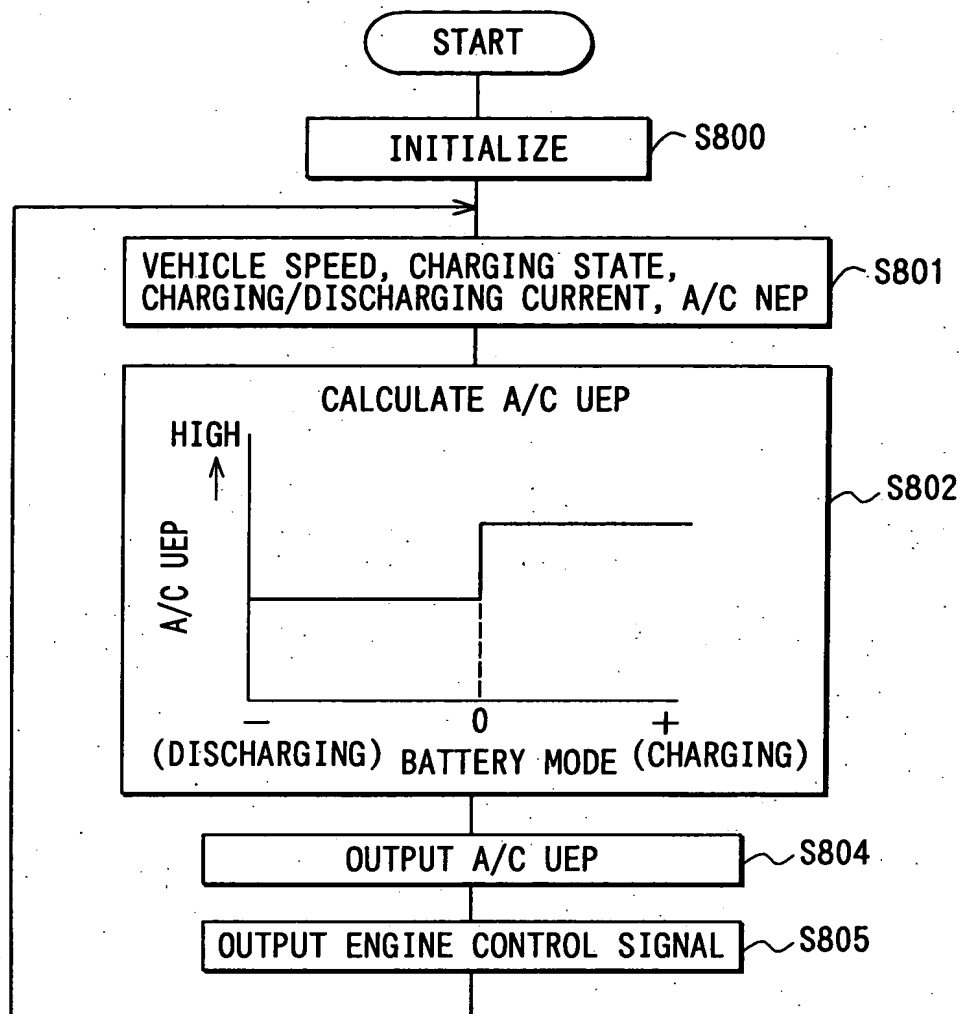 START
INITIALIZE
S800
VEHICLE SPEED, CHARGING STATE,
CHARGING/DISCHARGING CURRENT, A/C NEP
S801
CALCULATE A/C UEP
HIGH
A/C UEP
S802
− 0 +
(DISCHARGING) BATTERY MODE (CHARGING)
OUTPUT A/C UEP
S804
OUTPUT ENGINE CONTROL SIGNAL
S805